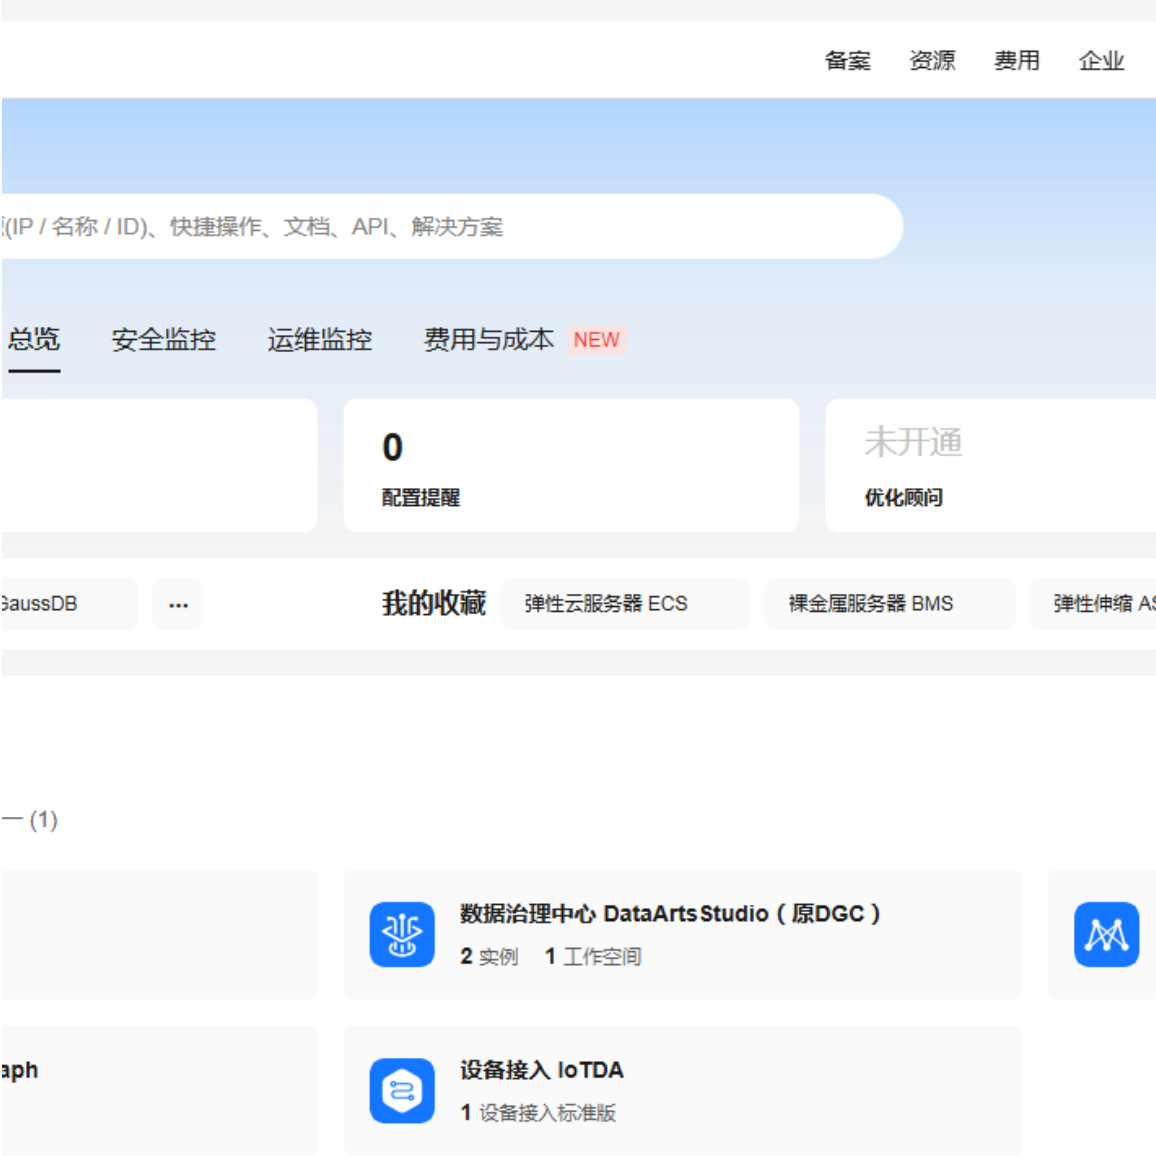 备案 资源 费用 企业
(IP / 名称 / ID)、快捷操作、文档、API、解决方案
总览 安全监控 运维监控 费用与成本 NEW
0 未开通
配置提醒 优化顾问
GaussDB ··· 我的收藏 弹性云服务器 ECS 裸金属服务器 BMS 弹性伸缩 AS
一 (1)
数据治理中心 DataArtsStudio（原DGC）
2 实例 1 工作空间
aph 设备接入 IoTDA
1 设备接入标准版